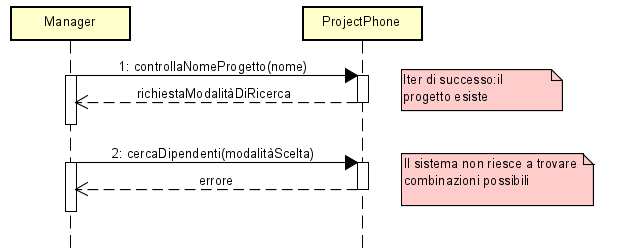 Manager
ProjectPhone
1: controllaNomeProgetto(nome)
Iter di successo:il
progetto esiste
richiestaModalitàDiRicerca
2: cercaDipendenti(modalitàScelta)
Il sistema non riesce a trovare
combinazioni possibili
errore